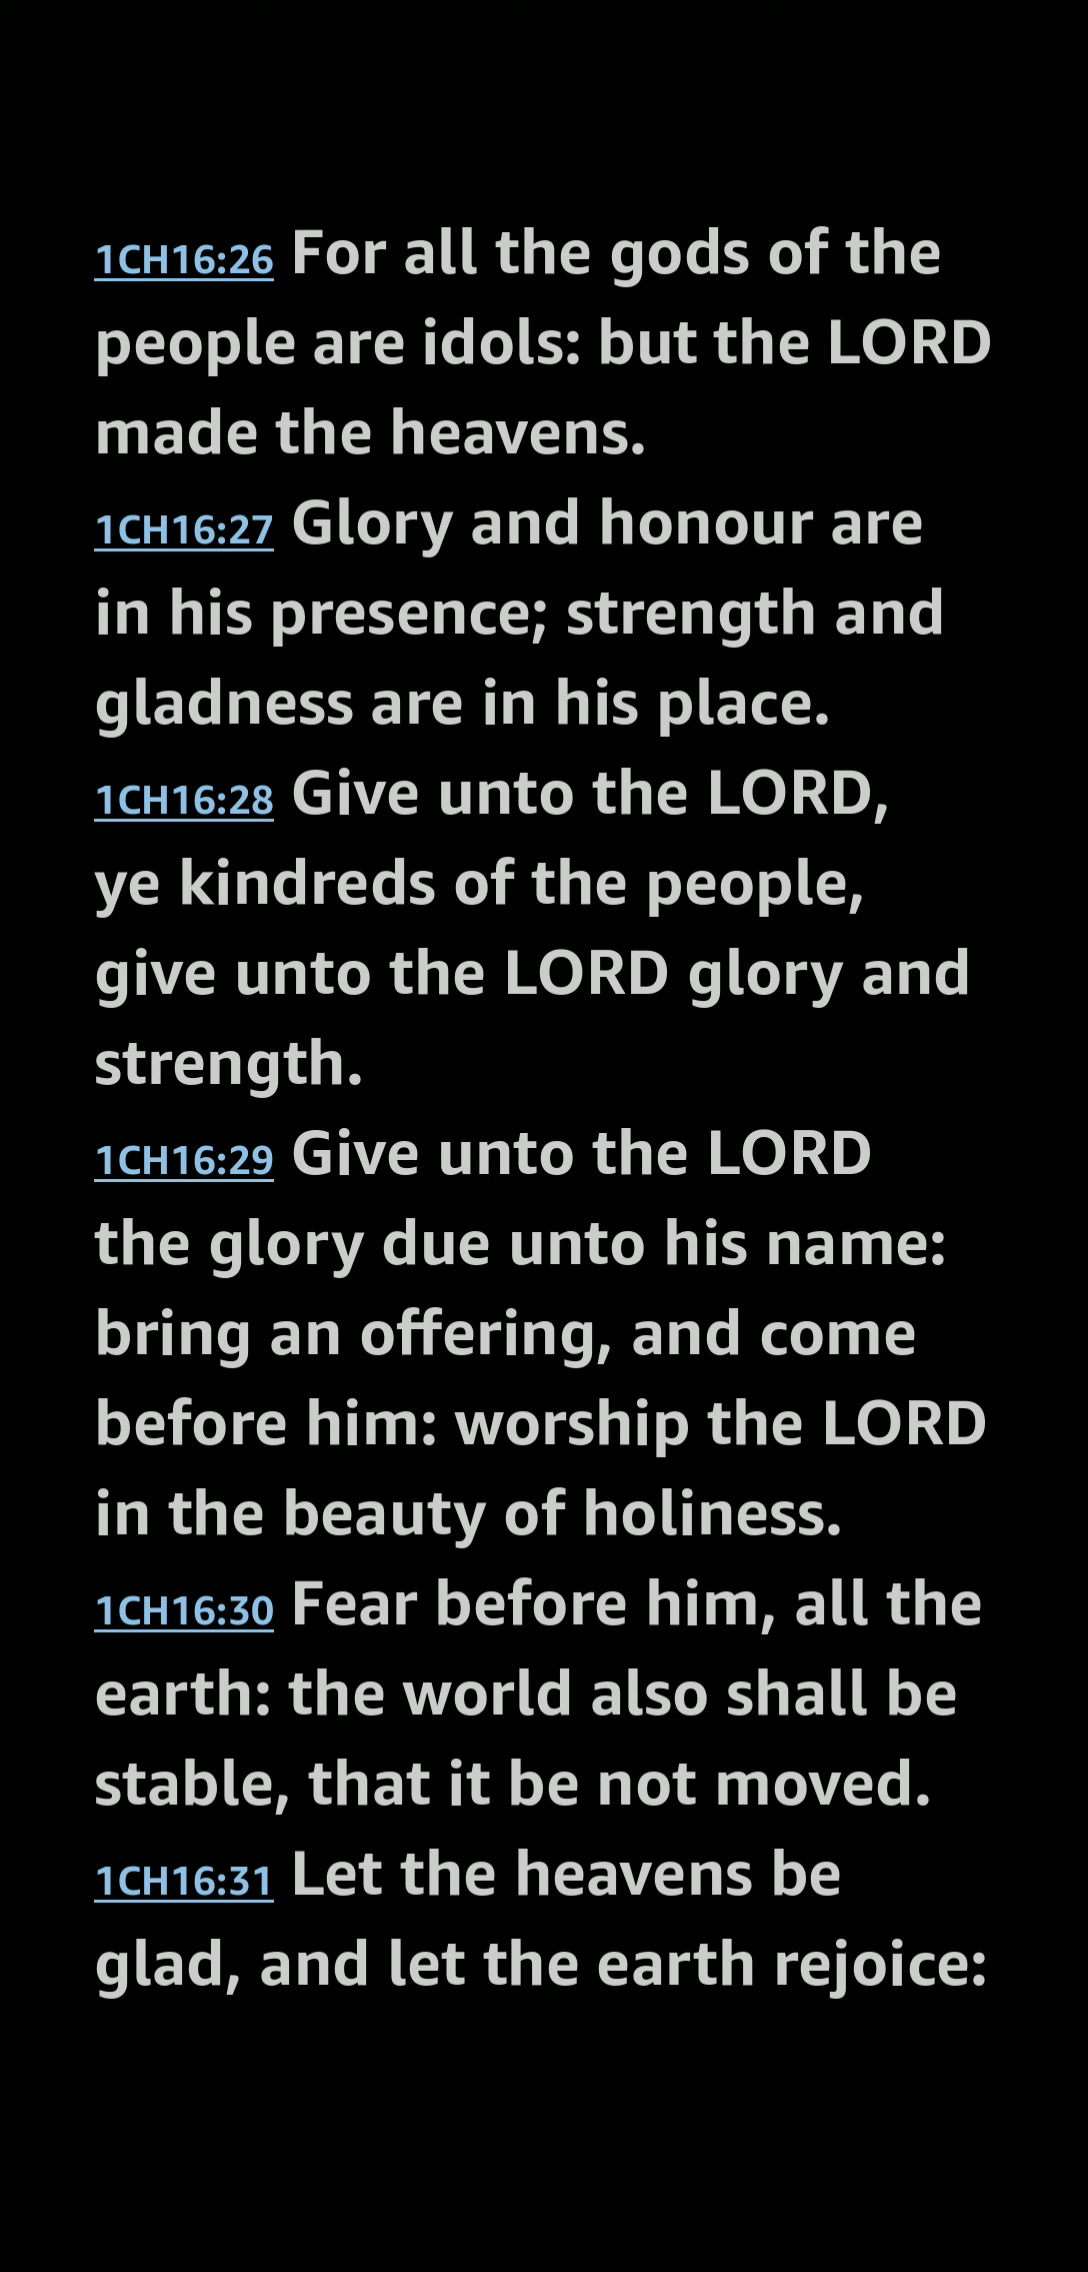 1CH16:26 For all the gods of the
people are idols: but the LORD
made the heavens.
1CH16:27 Glory and honour are
in his presence; strength and
gladness are in his place.
1CH16:28 Give unto the LORD,
ye kindreds of the people,
give unto the LORD glory and
strength.
1CH16:29 Give unto the LORD
the glory due unto his name:
bring an offering, and come
before him: worship the LORD
in the beauty of holiness.
1CH16:30 Fear before him, all the
earth: the world also shall be
stable, that it be not moved.
1CH16:31 Let the heavens be
glad, and let the earth rejoice: